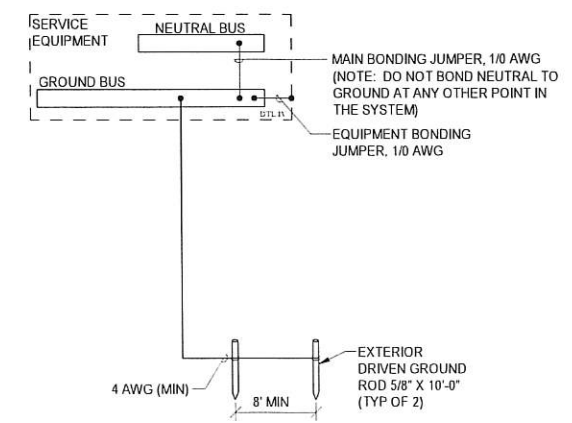 SERVICE
EQUIPMENT
NEUTRAL BUS
GROUND BUS
MAIN BONDING JUMPER, 1/0 AWG
(NOTE: DO NOT BOND NEUTRAL TO
GROUND AT ANY OTHER POINT IN
THE SYSTEM)
EQUIPMENT BONDING
JUMPER, 1/0 AWG
4 AWG (MIN)
8' MIN
EXTERIOR
DRIVEN GROUND
ROD 5/8" X 10'-0"
(TYP OF 2)